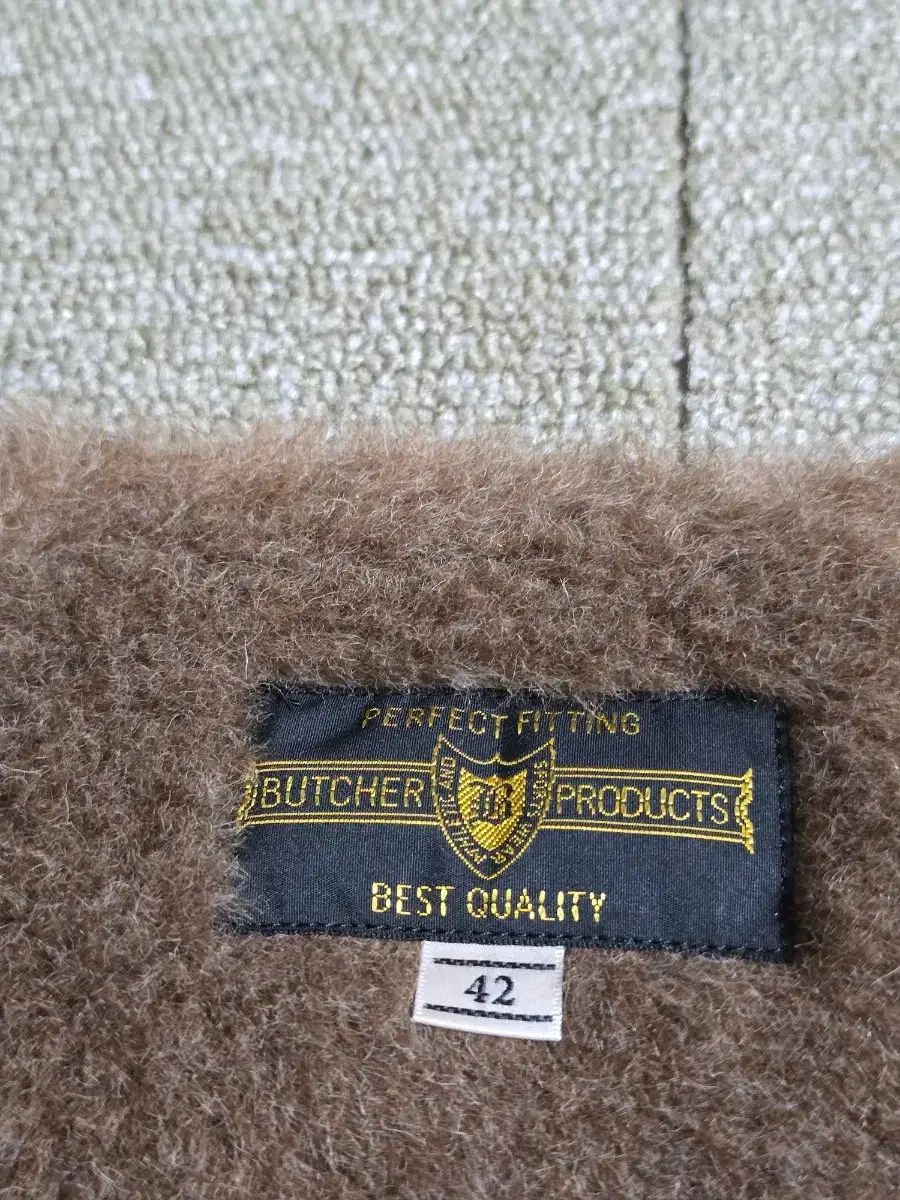 PERFECT FITTING
BUTCHER PRODUCTS
BEST QUALITY
42